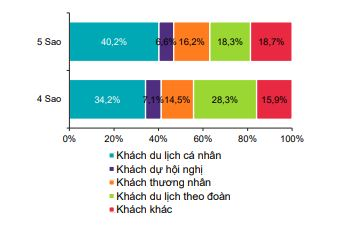 5 Sao 40,2% 6,6% 16,2% 18,3% 18,7%
4 Sao 34,2% 7,1% 14,5% 28,3% 15,9%
0% 20% 40% 60% 80% 100%
Khách du lịch cá nhân
Khách dự hội nghị
Khách thương nhân
Khách du lịch theo đoàn
Khách khác